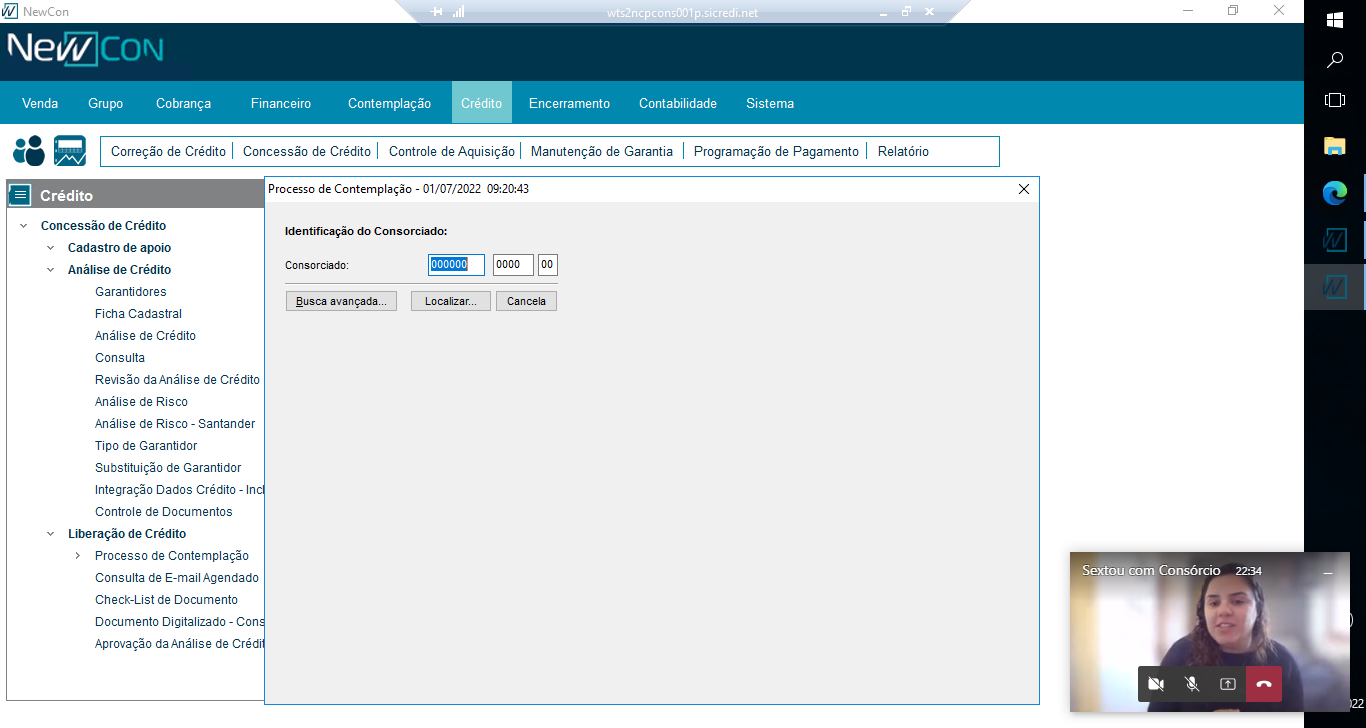 NewCon
wts2ncpcons001p.sicredi.net
NewCon
Venda Grupo Cobrança Financeiro Contemplação Crédito Encerramento Contabilidade Sistema
Correção de Crédito Concessão de Crédito Controle de Aquisição Manutenção de Garantia Programação de Pagamento Relatório
Crédito
Concessão de Crédito
Cadastro de apoio
Análise de Crédito
Garantidores
Ficha Cadastral
Análise de Crédito
Consulta
Revisão da Análise de Crédito
Análise de Risco
Análise de Risco - Santander
Tipo de Garantidor
Substituição de Garantidor
Integração Dados Crédito - Incl
Controle de Documentos
Liberação de Crédito
Processo de Contemplação
Consulta de E-mail Agendado
Check-List de Documento
Documento Digitalizado - Cons
Aprovação da Análise de Crédit
Processo de Contemplação - 01/07/2022 09:20:43
Identificação do Consorciado:
Consorciado: 000000 0000 00
Busca avançada... Localizar... Cancela
Sextou com Consórcio 22:34
022